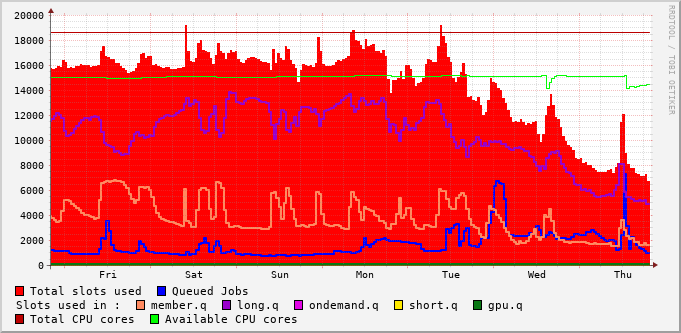 20000
18000
16000
14000
12000
10000
8000
6000
4000
2000
0
Fri Sat Sun Mon Tue Wed Thu
RRDTOOL / TOBI OETIKER
Total slots used Queued Jobs
Slots used in : member.q long.q ondemand.q short.q gpu.q
Total CPU cores Available CPU cores